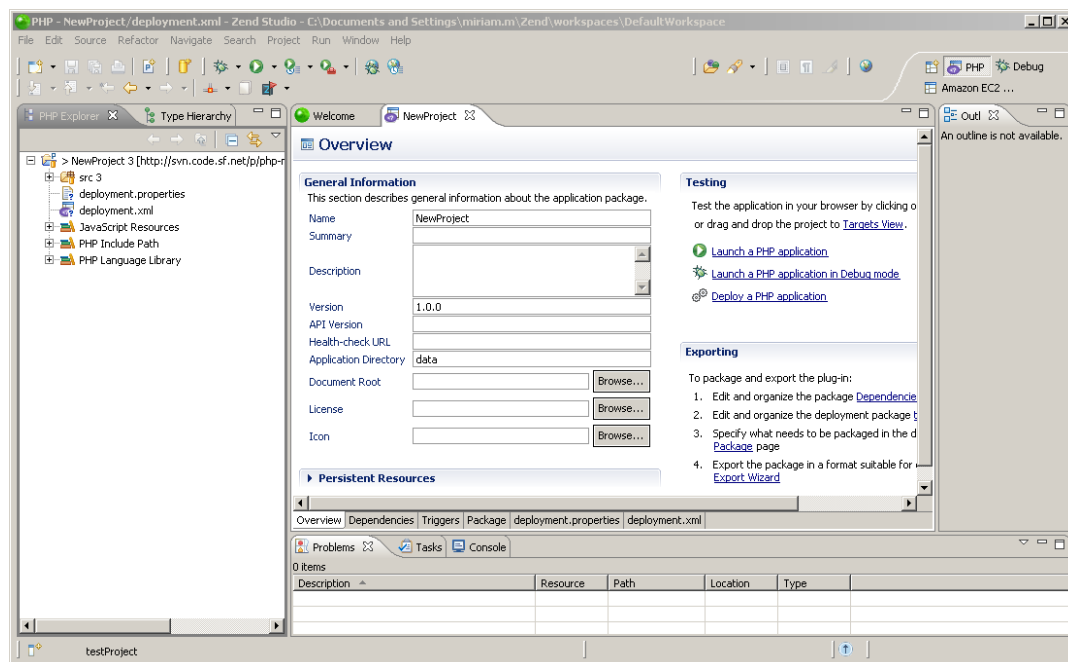 PHP - NewProject/deployment.xml - Zend Studio - C:\Documents and Settings\miriam.m\Zend\workspaces\DefaultWorkspace
File Edit Source Refactor Navigate Search Project Run Window Help
PHP Debug
Amazon EC2 ...
PHP Explorer Type Hierarchy
Welcome NewProject
Outl
An outline is not available.
> NewProject 3 [http://svn.code.sf.net/p/php-r
src 3
deployment.properties
deployment.xml
JavaScript Resources
PHP Include Path
PHP Language Library
Overview
General Information
This section describes general information about the application package.
Name NewProject
Summary
Description
Version 1.0.0
API Version
Health-check URL
Application Directory data
Document Root Browse...
License Browse...
Icon Browse...
Persistent Resources
Testing
Test the application in your browser by clicking o
or drag and drop the project to Targets View.
Launch a PHP application
Launch a PHP application in Debug mode
Deploy a PHP application
Exporting
To package and export the plug-in:
1. Edit and organize the package Dependencie
2. Edit and organize the deployment package t
3. Specify what needs to be packaged in the d
Package page
4. Export the package in a format suitable for
Export Wizard
Overview Dependencies Triggers Package deployment.properties deployment.xml
Problems Tasks Console
0 items
Description Resource Path Location Type
testProject